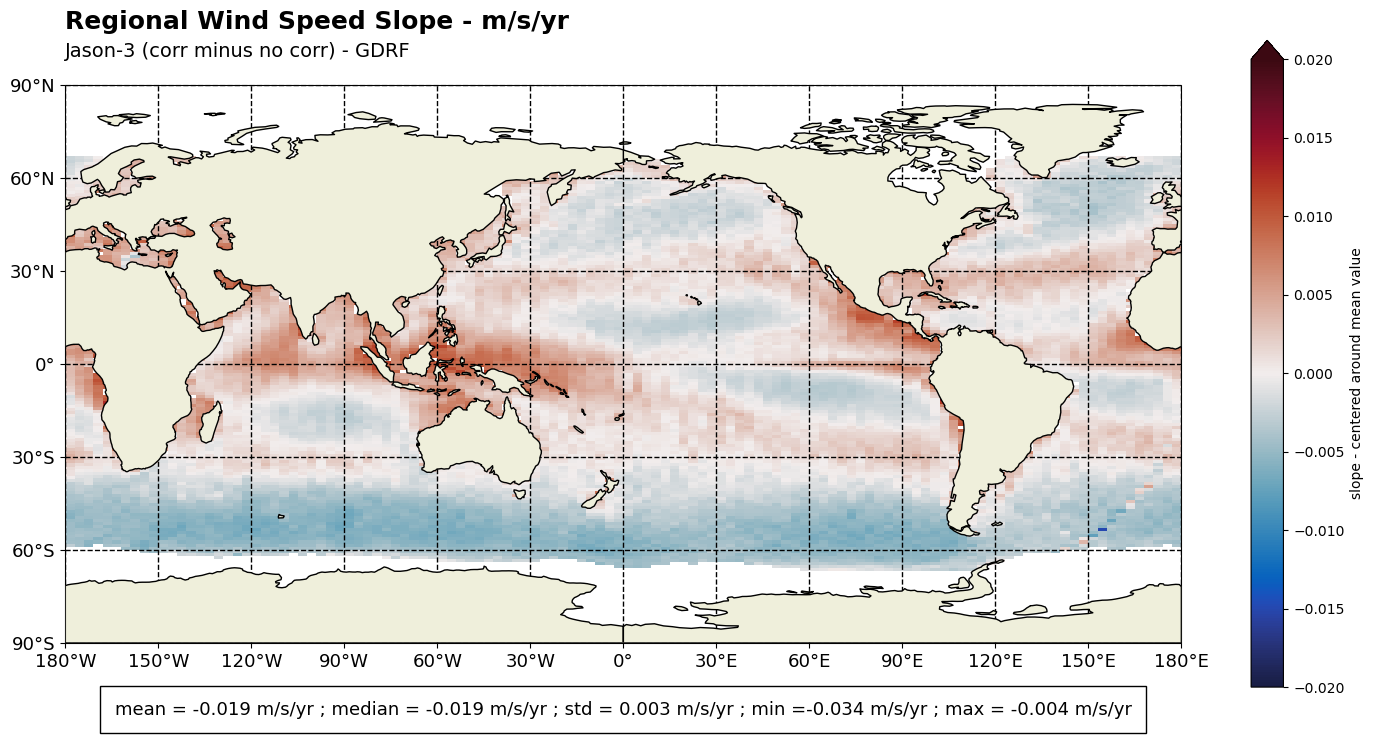 Regional Wind Speed Slope - m/s/yr
Jason-3 (corr minus no corr) - GDRF
90°N
60°N
30°N
0°
30°S
60°S
90°S
180°W 150°W 120°W 90°W 60°W 30°W 0° 30°E 60°E 90°E 120°E 150°E 180°E
0.020
0.015
0.010
0.005
0.000
−0.005
−0.010
−0.015
−0.020
slope - centered around mean value
mean = -0.019 m/s/yr ; median = -0.019 m/s/yr ; std = 0.003 m/s/yr ; min =-0.034 m/s/yr ; max = -0.004 m/s/yr